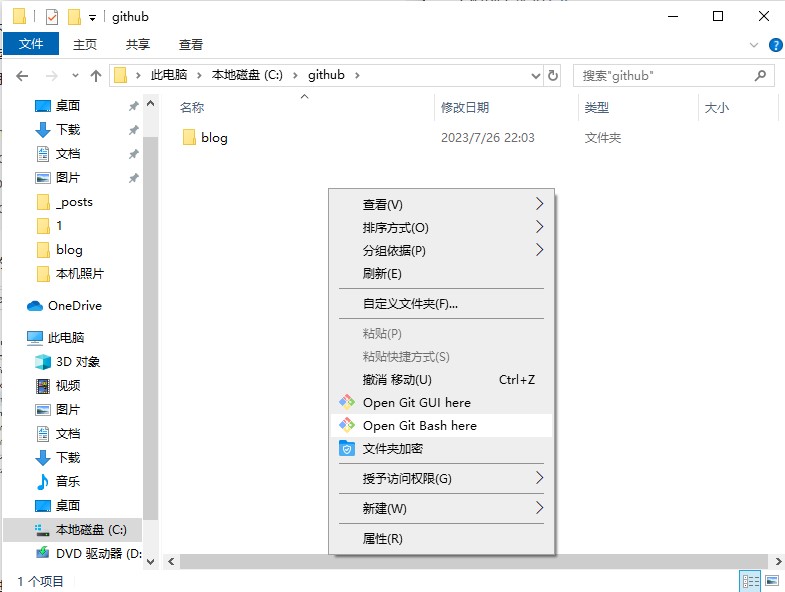 github
文件
主页
共享
查看
此电脑 › 本地磁盘 (C:) › github ›
搜索"github"
名称
修改日期
类型
大小
blog
2023/7/26 22:03
文件夹
桌面
下载
文档
图片
_posts
1
blog
本机照片
OneDrive
此电脑
3D 对象
视频
图片
文档
下载
音乐
桌面
本地磁盘 (C:)
DVD 驱动器 (D:
查看(V)
排序方式(O)
分组依据(P)
刷新(E)
自定义文件夹(F)...
粘贴(P)
粘贴快捷方式(S)
撤消 移动(U) Ctrl+Z
Open Git GUI here
Open Git Bash here
文件夹加密
授予访问权限(G)
新建(W)
属性(R)
1 个项目